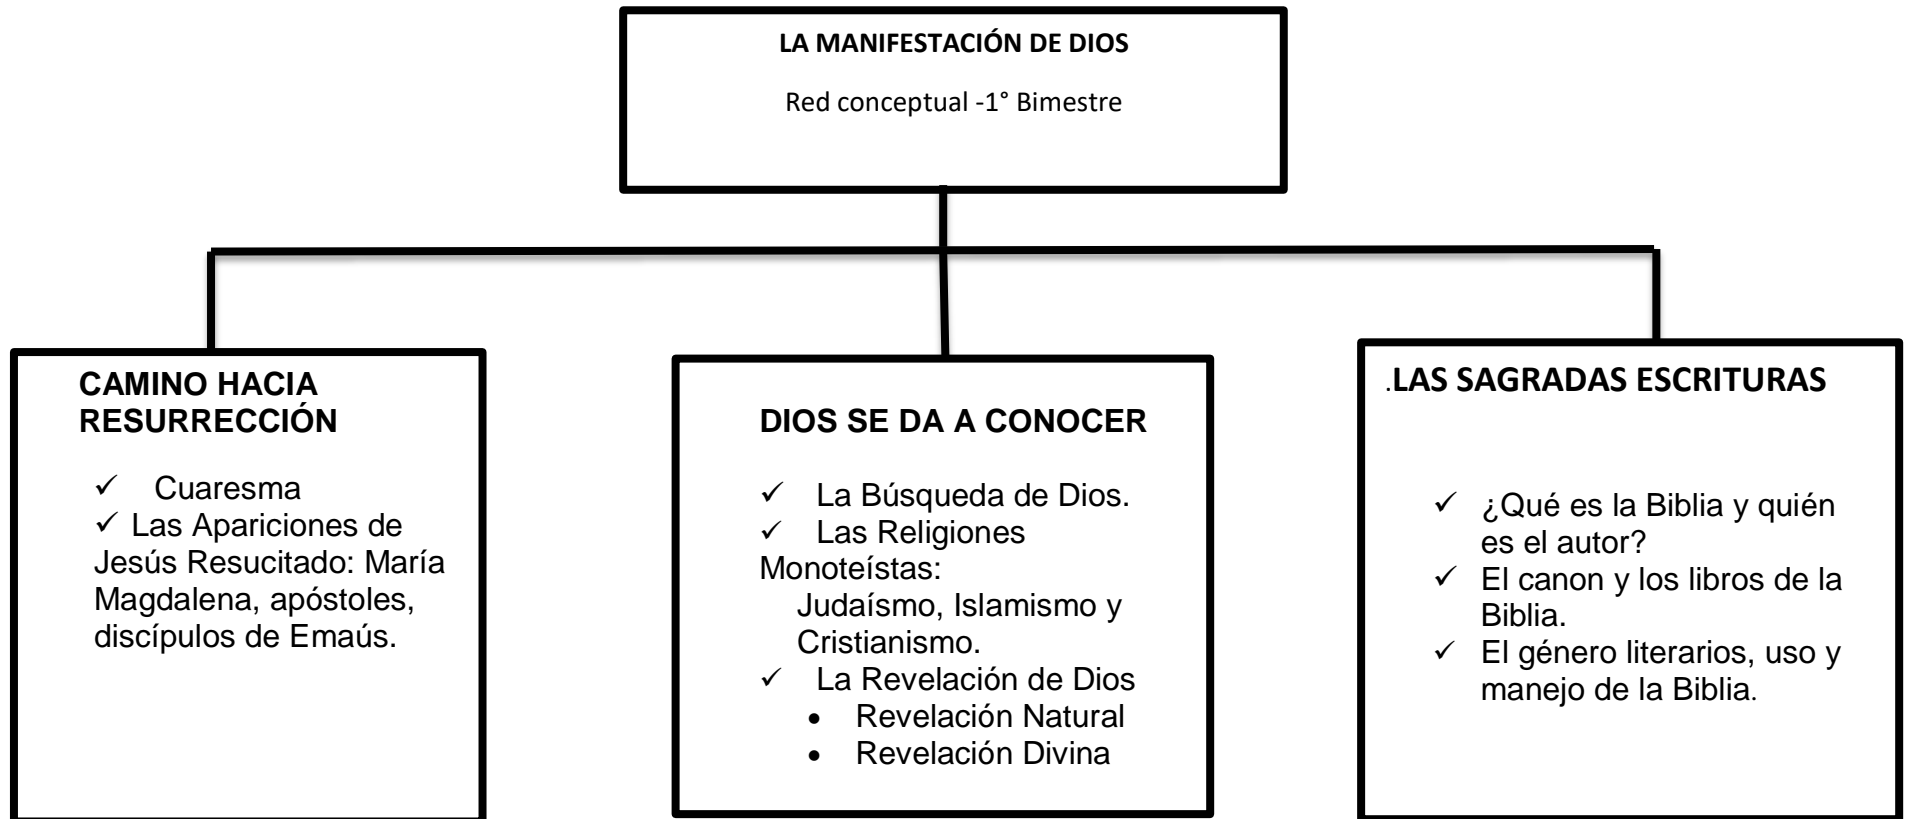 LA MANIFESTACIÓN DE DIOS
Red conceptual -1° Bimestre
CAMINO HACIA
RESURRECCIÓN
✓ Cuaresma
✓ Las Apariciones de
Jesús Resucitado: María
Magdalena, apóstoles,
discípulos de Emaús.
DIOS SE DA A CONOCER
✓ La Búsqueda de Dios.
✓ Las Religiones
Monoteístas:
Judaísmo, Islamismo y
Cristianismo.
✓ La Revelación de Dios
• Revelación Natural
• Revelación Divina
.LAS SAGRADAS ESCRITURAS
✓ ¿Qué es la Biblia y quién
es el autor?
✓ El canon y los libros de la
Biblia.
✓ El género literarios, uso y
manejo de la Biblia.